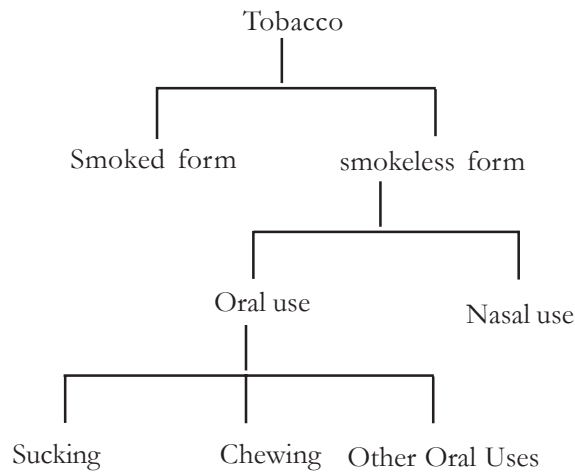 Tobacco
Smoked form
smokeless form
Oral use
Nasal use
Sucking
Chewing
Other Oral Uses